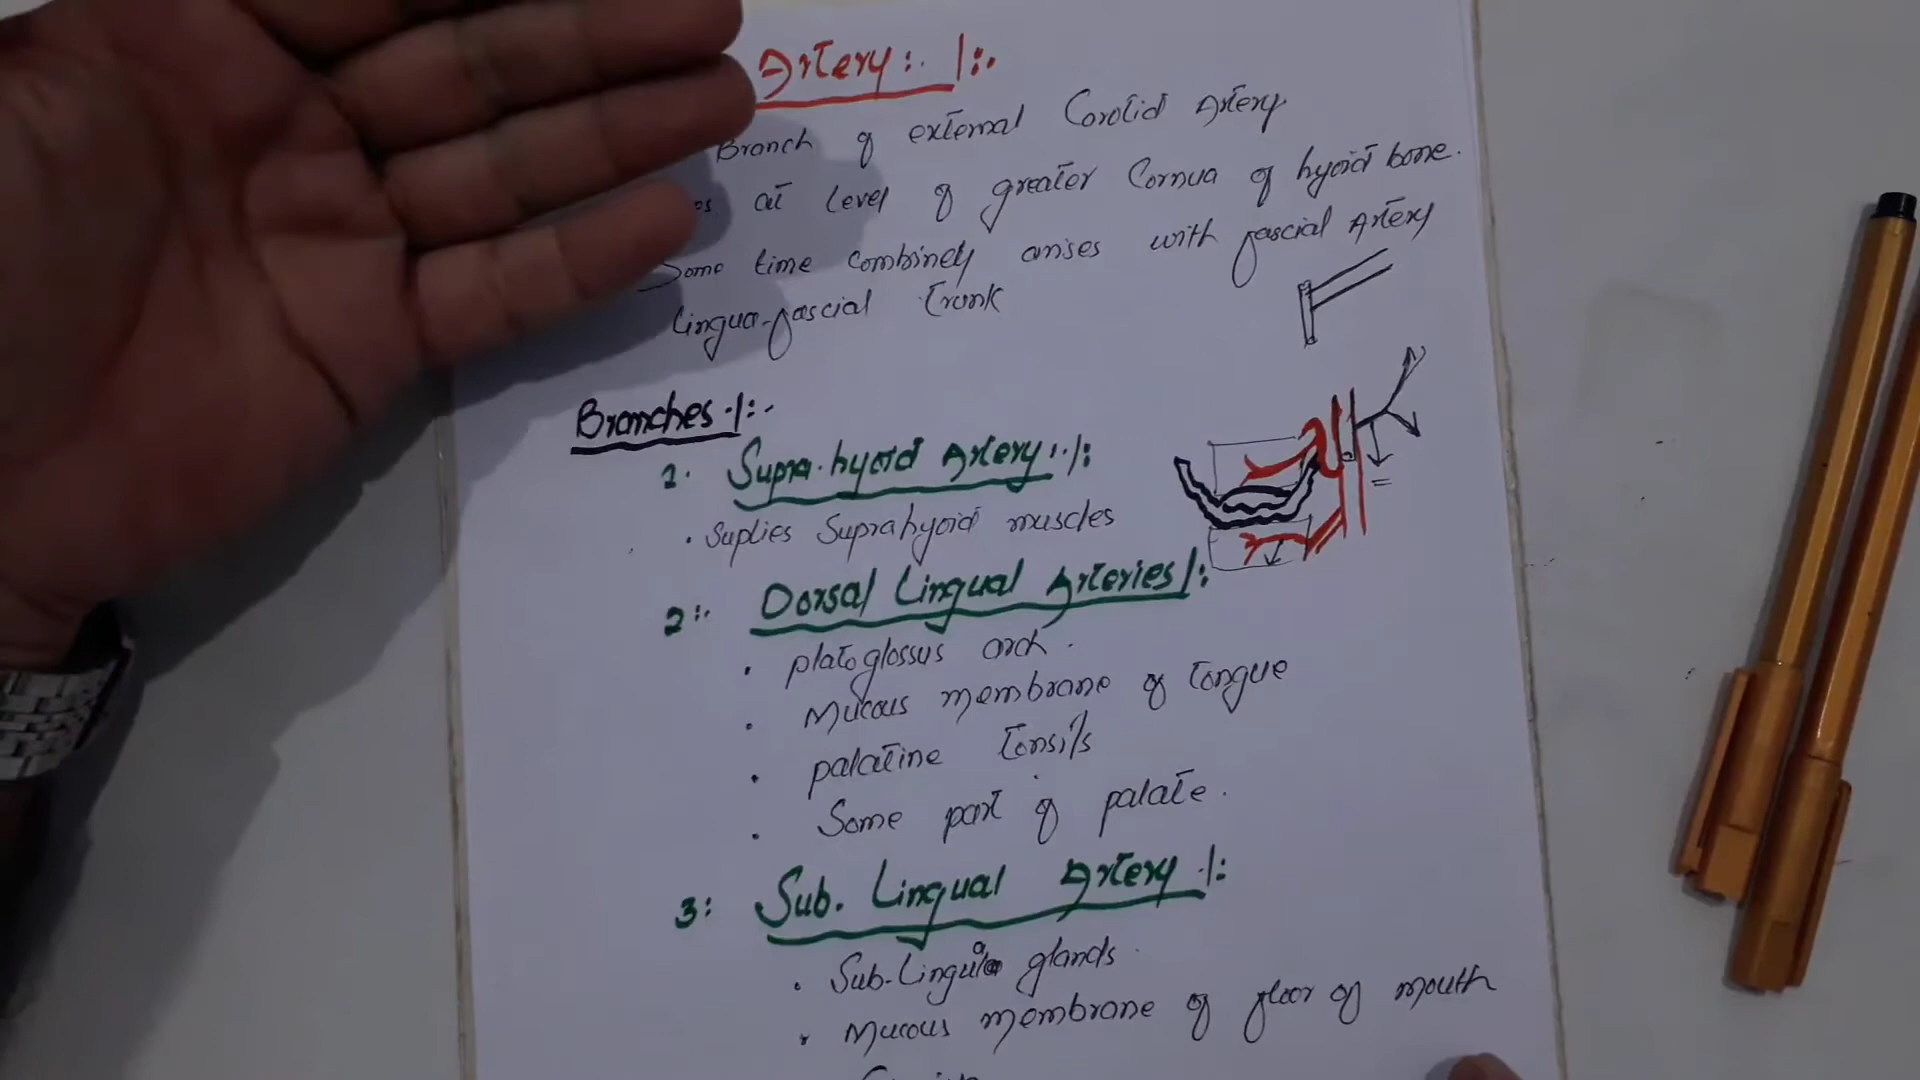 Artery:. |:.
Branch of external Carotid Artery
at level of greater Cornua of hyoid bone.
Some time combinely arises with fascial Artery
Lingua-fascial Trunk
Branches ·|:-
1. Supra.hyoid Artery:.|:
. Suplies Suprahyoid muscles
2:. Dorsal Lingual Arteries|:
. platoglossus arch.
. Mucous membrane of tongue
. palatine tonsils
. Some part of palate.
3: Sub. Lingual Artery.|:
. Sub-Lingual glands.
. Mucous membrane of floor of mouth